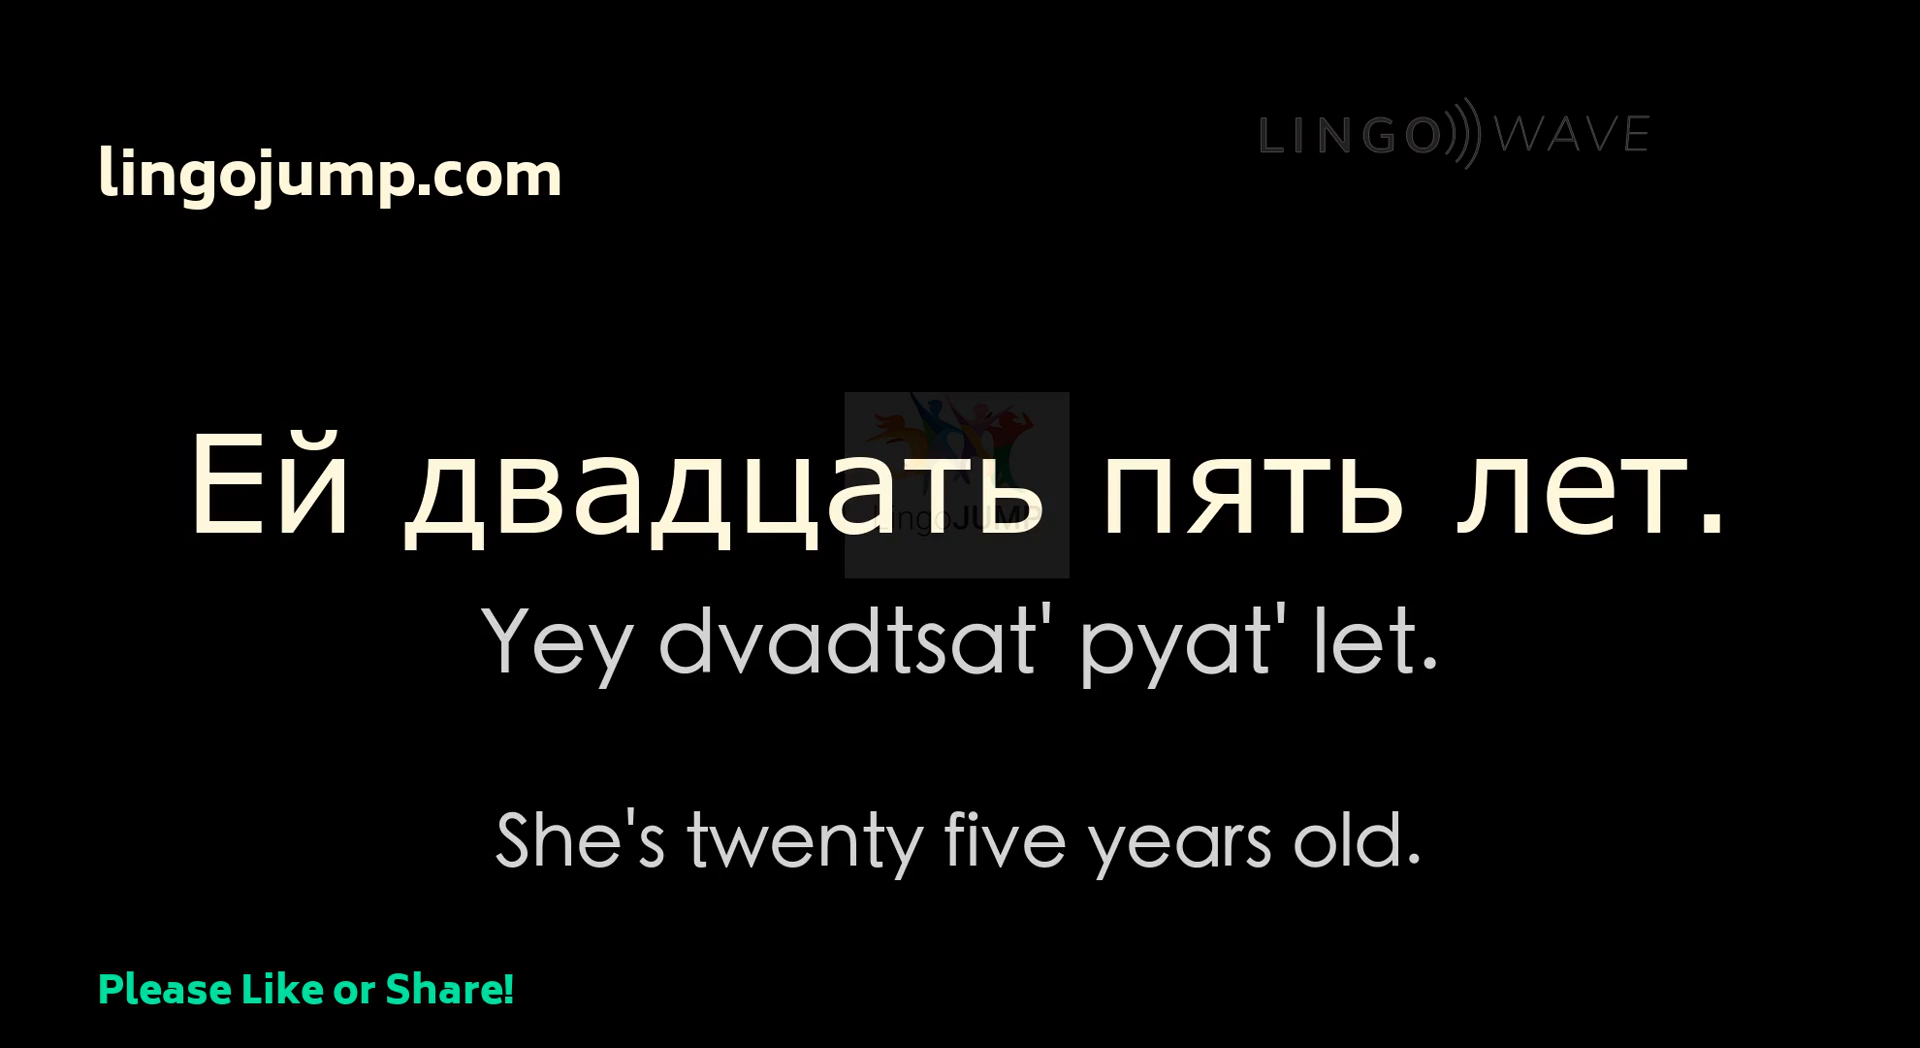 lingojump.com
LINGO WAVE
Ей двадцать пять лет.
LingoJUMP
Yey dvadtsat' pyat' let.
She's twenty five years old.
Please Like or Share!